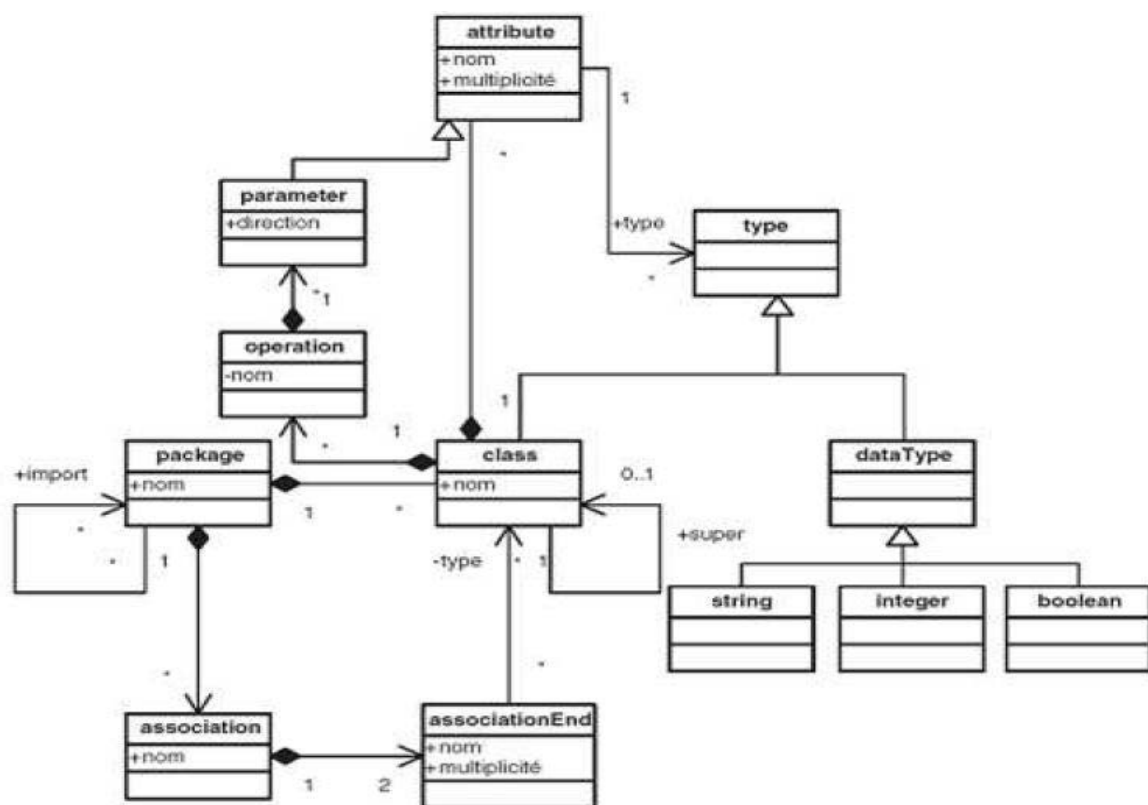 attribute
+nom
+multiplicité
1
*
parameter
+direction
+type
type
*
*1
operation
-nom
1
1
*
package
+nom
class
+nom
dataType
+import
0..1
1
*
*
+super
*
1
-type
*
1
string
integer
boolean
*
*
association
+nom
associationEnd
+nom
+multiplicité
1
2